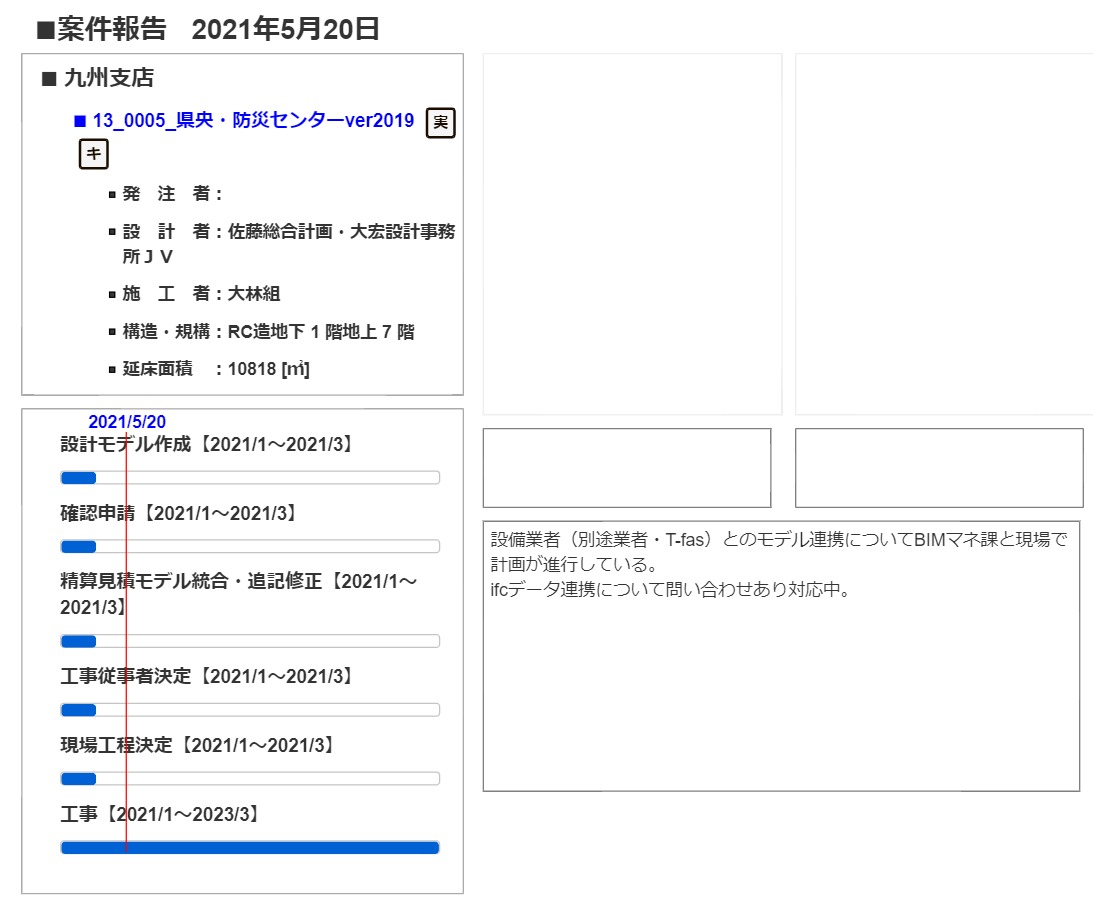 ■案件報告 2021年5月20日
■ 九州支店
■ 13_0005_県央・防災センターver2019 実
キ
▪ 発　注　者：
▪ 設　計　者：佐藤総合計画・大宏設計事務
所ＪＶ
▪ 施　工　者：大林組
▪ 構造・規構：RC造地下１階地上７階
▪ 延床面積　：10818 [㎡]
2021/5/20
設計モデル作成【2021/1～2021/3】
確認申請【2021/1～2021/3】
精算見積モデル統合・追記修正【2021/1～
2021/3】
工事従事者決定【2021/1～2021/3】
現場工程決定【2021/1～2021/3】
工事【2021/1～2023/3】
設備業者（別途業者・T-fas）とのモデル連携についてBIMマネ課と現場で
計画が進行している。
ifcデータ連携について問い合わせあり対応中。